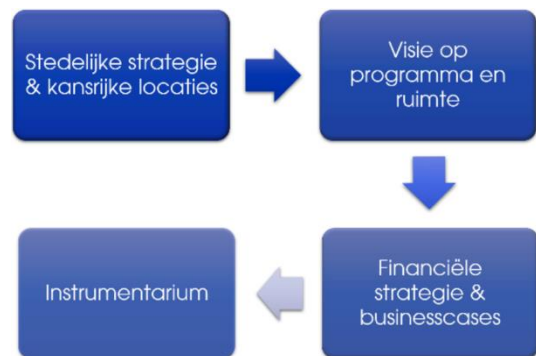 Stedelijke strategie
& kansrijke locaties
Visie op
programma en
ruimte
Financiële
strategie &
businesscases
Instrumentarium